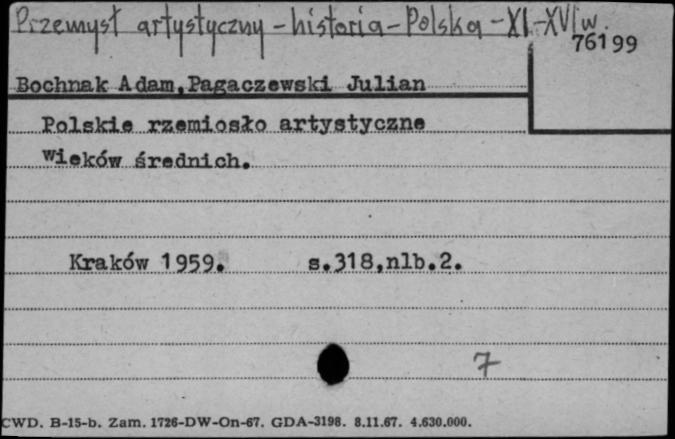 Przemysł artystyczny - historia - Polska - XI - XVI w.
76199
Bochnak Adam, Pagaczewski Julian
Polskie rzemiosło artystyczne
Wieków średnich.
Kraków 1959. s.318,nlb.2.
7
CWD. B-15-b. Zam. 1726-DW-On-67. GDA-3198. 8.11.67. 4.630.000.